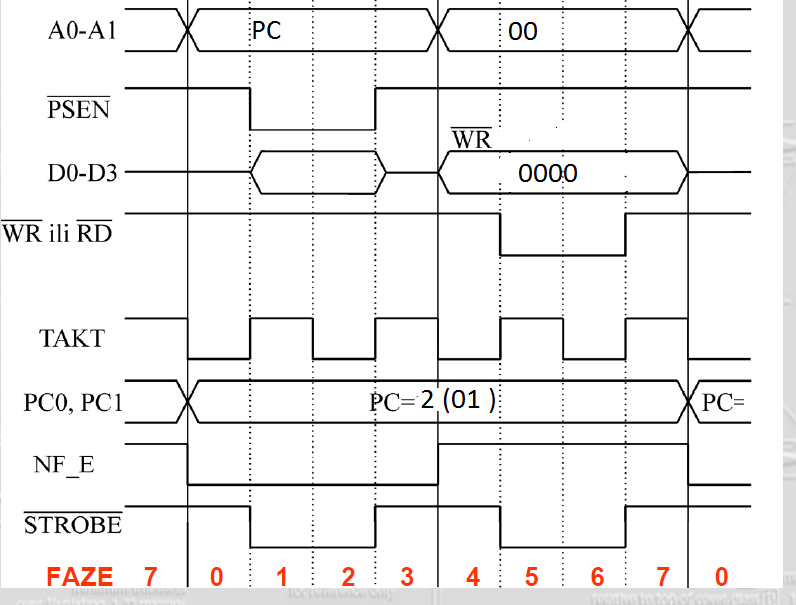 A0-A1 PC 00
PSEN
WR
D0-D3 0000
WR ili RD
TAKT
PC0, PC1 PC= 2 (01 ) PC=
NF_E
STROBE
FAZE 7 0 1 2 3 4 5 6 7 0